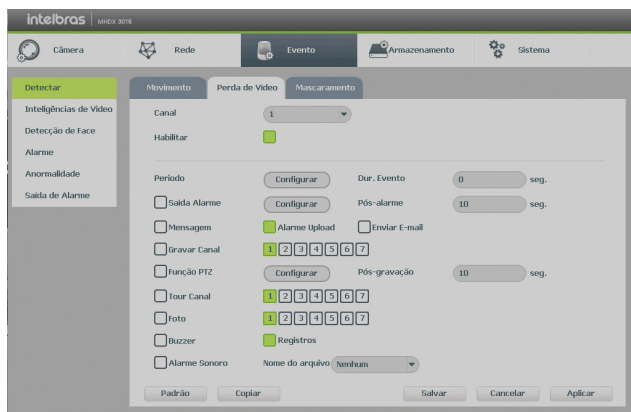 intelbras MHDX 3016
Câmera Rede Evento Armazenamento Sistema
Detectar
Inteligências de Vídeo
Detecção de Face
Alarme
Anormalidade
Saída de Alarme
Movimento Perda de Vídeo Mascaramento
Canal 1
Habilitar
Período Configurar Dur. Evento 0 seg.
Saída Alarme Configurar Pós-alarme 10 seg.
Mensagem Alarme Upload Enviar E-mail
Gravar Canal 1 2 3 4 5 6 7
Função PTZ Configurar Pós-gravação 10 seg.
Tour Canal 1 2 3 4 5 6 7
Foto 1 2 3 4 5 6 7
Buzzer Registros
Alarme Sonoro Nome do arquivo Nenhum
Padrão Copiar Salvar Cancelar Aplicar